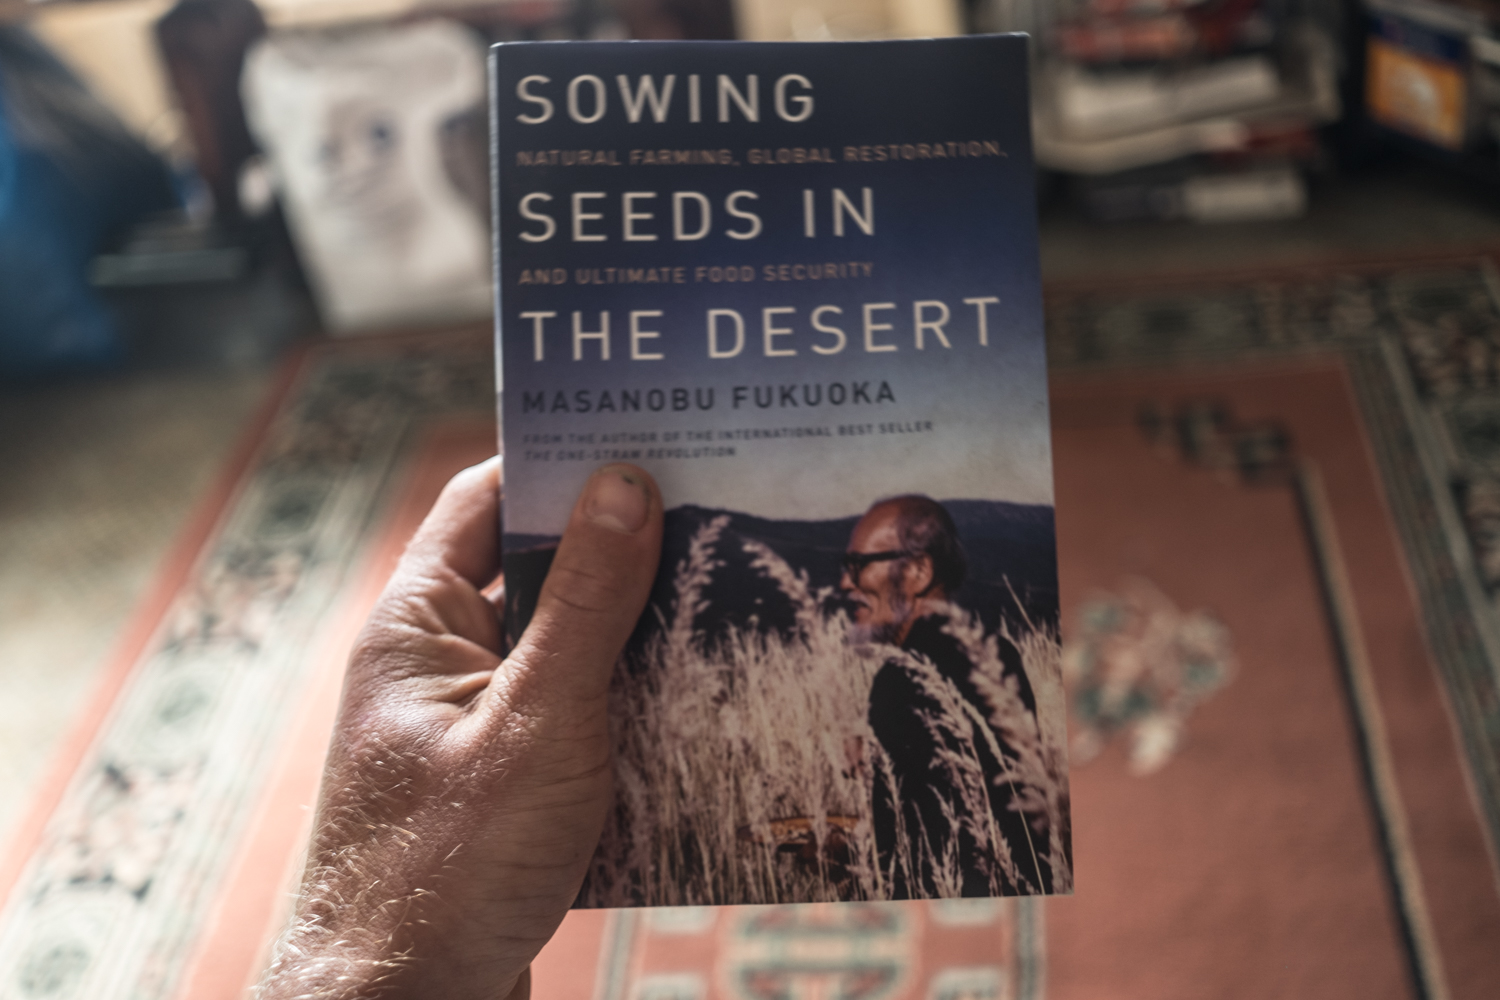 SOWING
NATURAL FARMING, GLOBAL RESTORATION,
SEEDS IN
AND ULTIMATE FOOD SECURITY
THE DESERT
MASANOBU FUKUOKA
FROM THE AUTHOR OF THE INTERNATIONAL BEST SELLER
THE ONE-STRAW REVOLUTION